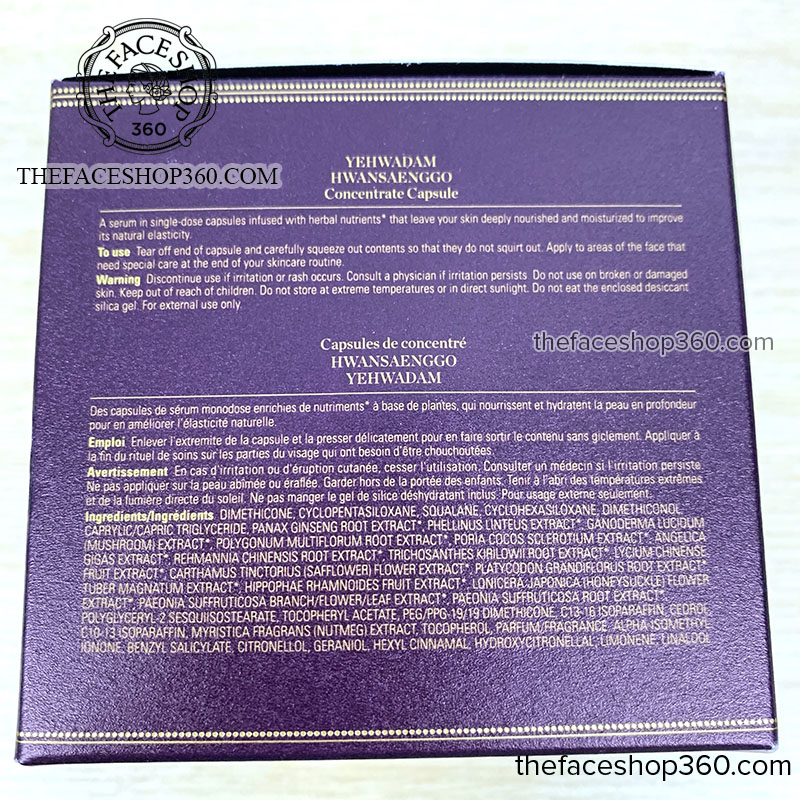 THE FACE SHOP
360
THEFACESHOP360.COM
YEHWADAM
HWANSAENGGO
Concentrate Capsule
A serum in single-dose capsules infused with herbal nutrients* that leave your skin deeply nourished and moisturized to improve
its natural elasticity.
To use Tear off end of capsule and carefully squeeze out contents so that they do not squirt out. Apply to areas of the face that
need special care at the end of your skincare routine.
Warning Discontinue use if irritation or rash occurs. Consult a physician if irritation persists. Do not use on broken or damaged
skin. Keep out of reach of children. Do not store at extreme temperatures or in direct sunlight. Do not eat the enclosed desiccant
silica gel. For external use only.
thefaceshop360.com
Capsules de concentré
HWANSAENGGO
YEHWADAM
Des capsules de sérum monodose enrichies de nutriments* à base de plantes, qui nourrissent et hydratent la peau en profondeur
pour en améliorer l'élasticité naturelle.
Emploi Enlever l'extremite de la capsule et la presser délicatement pour en faire sortir le contenu sans giclement. Appliquer à
la fin du rituel de soins sur les parties du visage qui ont besoin d'être chouchoutées.
Avertissement En cas d'irritation ou d'éruption cutanée, cesser l'utilisation. Consulter un médecin si l'irritation persiste.
Ne pas appliquer sur la peau abîmée ou éraflée. Garder hors de la portée des enfants. Tenir à l'abri des températures extrêmes
et de la lumière directe du soleil. Ne pas manger le gel de silice déshydratant inclus. Pour usage externe seulement.
Ingredients/Ingrédients DIMETHICONE, CYCLOPENTASILOXANE, SQUALANE, CYCLOHEXASILOXANE, DIMETHICONOL,
CAPRYLIC/CAPRIC TRIGLYCERIDE, PANAX GINSENG ROOT EXTRACT*, PHELLINUS LINTEUS EXTRACT*, GANODERMA LUCIDUM
(MUSHROOM) EXTRACT*, POLYGONUM MULTIFLORUM ROOT EXTRACT*, PORIA COCOS SCLEROTIUM EXTRACT*, ANGELICA
GIGAS EXTRACT*, REHMANNIA CHINENSIS ROOT EXTRACT*, TRICHOSANTHES KIRILOWII ROOT EXTRACT*, LYCIUM CHINENSE
FRUIT EXTRACT*, CARTHAMUS TINCTORIUS (SAFFLOWER) FLOWER EXTRACT*, PLATYCODON GRANDIFLORUS ROOT EXTRACT*,
TUBER MAGNATUM EXTRACT*, HIPPOPHAE RHAMNOIDES FRUIT EXTRACT*, LONICERA JAPONICA (HONEYSUCKLE) FLOWER
EXTRACT*, PAEONIA SUFFRUTICOSA BRANCH/FLOWER/LEAF EXTRACT*, PAEONIA SUFFRUTICOSA ROOT EXTRACT*,
POLYGLYCERYL-2 SESQUIISOSTEARATE, TOCOPHERYL ACETATE, PEG/PPG-19/19 DIMETHICONE, C13-16 ISOPARAFFIN, CEDROL,
C10-13 ISOPARAFFIN, MYRISTICA FRAGRANS (NUTMEG) EXTRACT, TOCOPHEROL, PARFUM/FRAGRANCE, ALPHA-ISOMETHYL
IONONE, BENZYL SALICYLATE, CITRONELLOL, GERANIOL, HEXYL CINNAMAL, HYDROXYCITRONELLAL, LIMONENE, LINALOOL
thefaceshop360.com